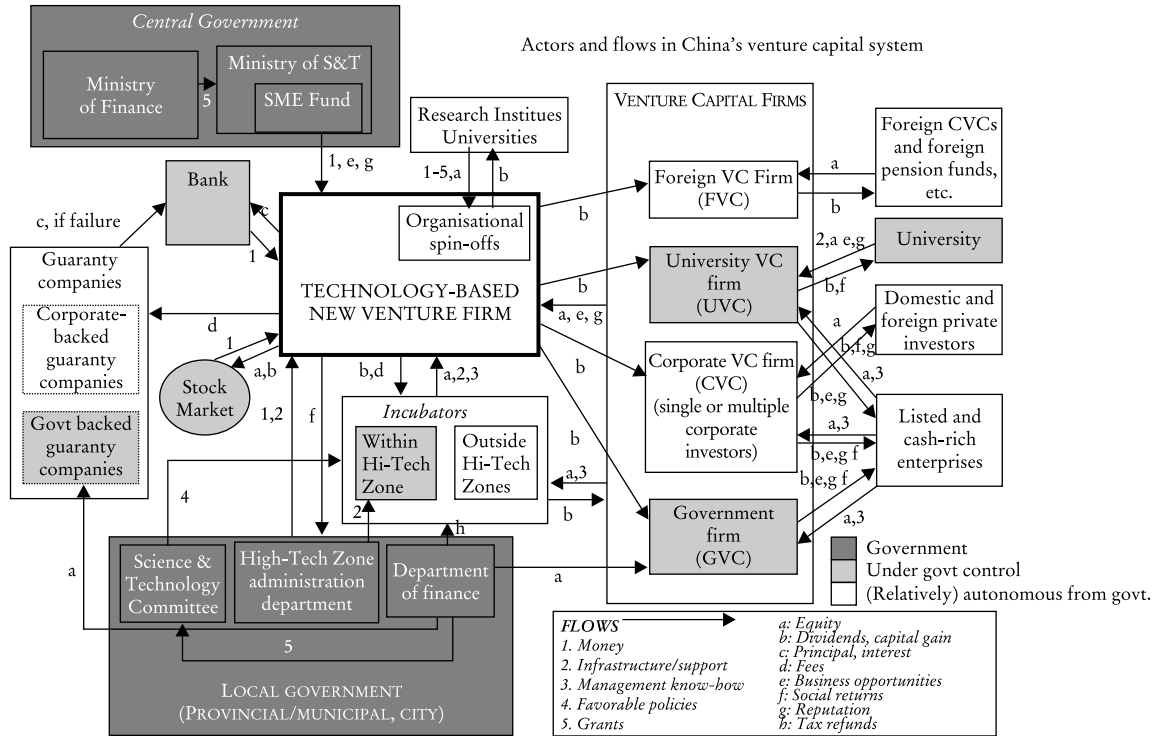 Central Government
Ministry
of Finance
5
Ministry of S&T
SME Fund
Actors and flows in China's venture capital system
1, e, g
Research Institues
Universities
1-5,a
b
Bank
c, if failure
c
1
Organisational
spin-offs
TECHNOLOGY-BASED
NEW VENTURE FIRM
Guaranty
companies
Corporate-
backed
guaranty
companies
Govt backed
guaranty
companies
d
1
a,b
Stock
Market
1,2
f
b,d
a,2,3
Incubators
Within
Hi-Tech
Zone
Outside
Hi-Tech
Zones
4
2
h
a
a,3
b
b
b
a, e, g
b
b
VENTURE CAPITAL FIRMS
Foreign VC Firm
(FVC)
University VC
firm
(UVC)
Corporate VC firm
(CVC)
(single or multiple
corporate
investors)
Government
firm
(GVC)
a
b
Foreign CVCs
and foreign
pension funds,
etc.
2,a e,g
b,f
University
a
b,f,g
Domestic and
foreign private
investors
a,3
b,e,g
a,3
b,e,g f
b,e,g f
a,3
Listed and
cash-rich
enterprises
Science &
Technology
Committee
High-Tech Zone
administration
department
Department
of finance
a
5
LOCAL GOVERNMENT
(PROVINCIAL/MUNICIPAL, CITY)
Government
Under govt control
(Relatively) autonomous from govt.
FLOWS
1. Money
2. Infrastructure/support
3. Management know-how
4. Favorable policies
5. Grants
a: Equity
b: Dividends, capital gain
c: Principal, interest
d: Fees
e: Business opportunities
f: Social returns
g: Reputation
h: Tax refunds